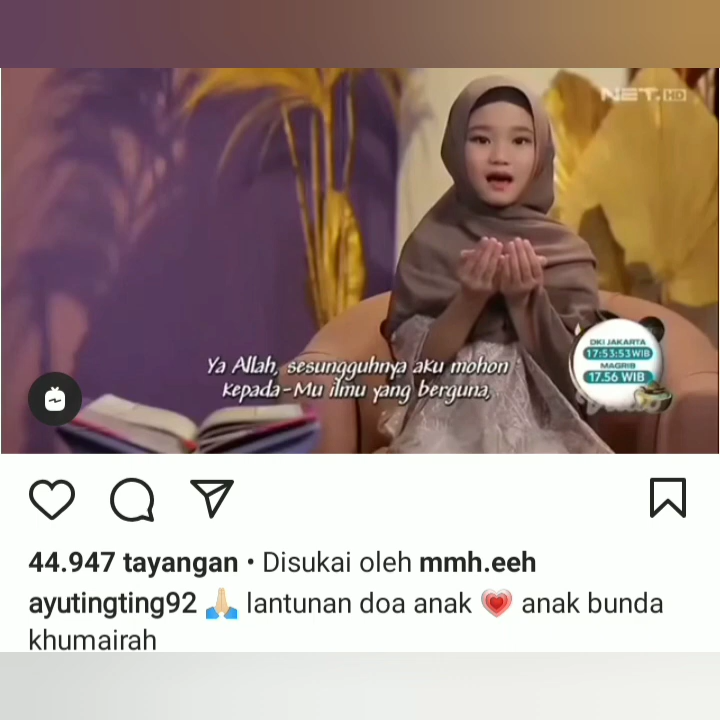 NET. HD
Ya Allah, sesungguhnya aku mohon
kepada-Mu ilmu yang berguna,
DKI JAKARTA
17:53:53 WIB
MAGRIB
17.56 WIB
44.947 tayangan • Disukai oleh mmh.eeh
ayutingting92 🙏🏼 lantunan doa anak 💗 anak bunda
khumairah